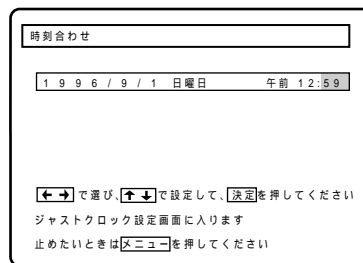 時刻合わせ
1996/9/1 日曜日 午前 12:59
← → で選び、↑ ↓ で設定して、決定を押してください
ジャストクロック設定画面に入ります
止めたいときはメニューを押してください